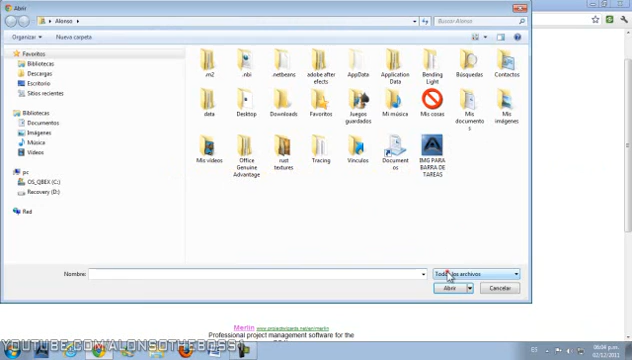 Abrir
Alonso
Buscar Alonso
Organizar
Nueva carpeta
Favoritos
Bibliotecas
Descargas
Escritorio
Sitios recientes
Bibliotecas
Documentos
Imágenes
Música
Videos
pc
OS_QBEX (C:)
Recovery (D:)
Red
.m2
.nbi
.netbeans
adobe after effects
AppData
Application Data
Bending Light
Búsquedas
Contactos
data
Desktop
Downloads
Favoritos
Juegos guardados
Mi música
Mis cosas
Mis documentos
Mis imágenes
Mis videos
Office Genuine Advantage
rust textures
Tracing
Vínculos
Documentos
IMG PARA BARRA DE TAREAS
Nombre:
Todos los archivos
Abrir
Cancelar
Merlin
Professional project management software for the
YOUTUBE.COM/ALONSOTHEBOSS1
ES
06:04 p.m.
02/12/2011